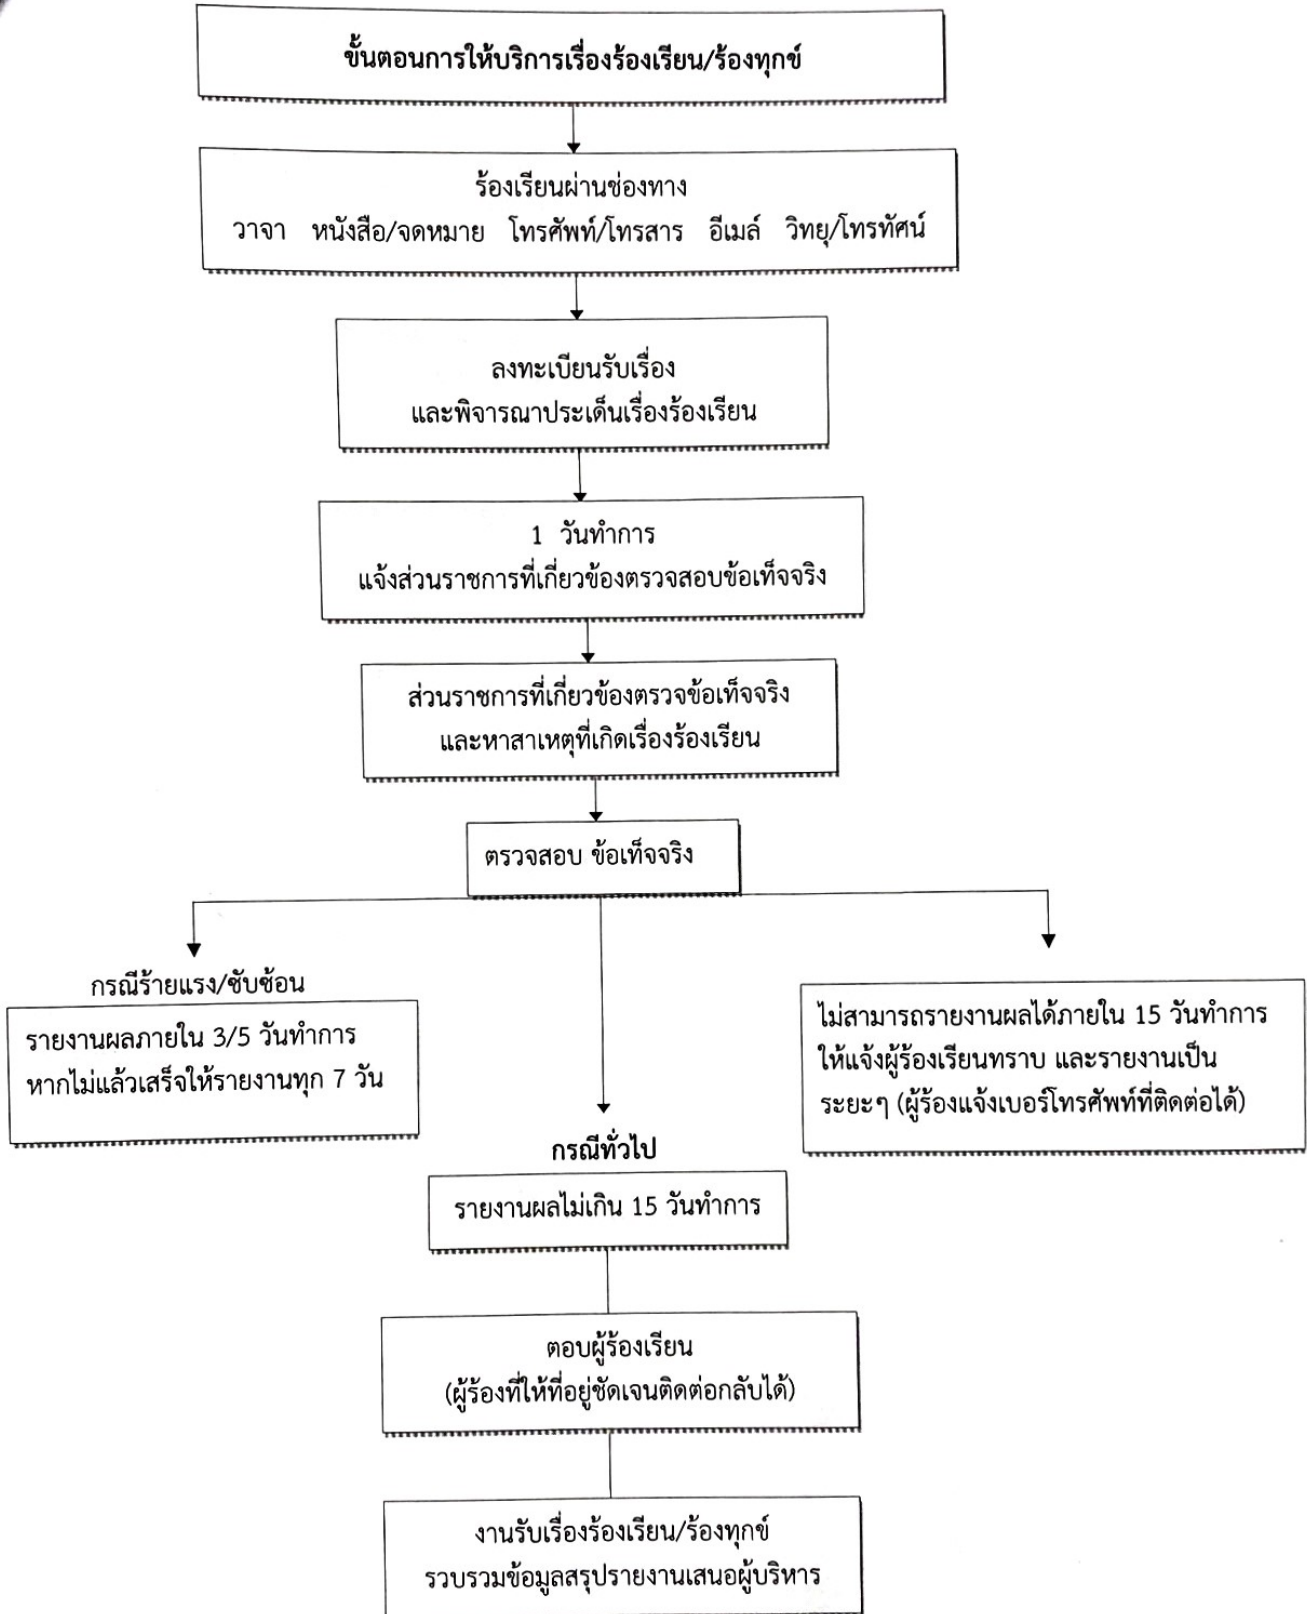 ขั้นตอนการให้บริการเรื่องร้องเรียน/ร้องทุกข์
ร้องเรียนผ่านช่องทาง
วาจา หนังสือ/จดหมาย โทรศัพท์/โทรสาร อีเมล์ วิทยุ/โทรทัศน์
ลงทะเบียนรับเรื่อง
และพิจารณาประเด็นเรื่องร้องเรียน
1 วันทำการ
แจ้งส่วนราชการที่เกี่ยวข้องตรวจสอบข้อเท็จจริง
ส่วนราชการที่เกี่ยวข้องตรวจข้อเท็จจริง
และหาสาเหตุที่เกิดเรื่องร้องเรียน
ตรวจสอบ ข้อเท็จจริง
กรณีร้ายแรง/ซับซ้อน
รายงานผลภายใน 3/5 วันทำการ
หากไม่แล้วเสร็จให้รายงานทุก 7 วัน
ไม่สามารถรายงานผลได้ภายใน 15 วันทำการ
ให้แจ้งผู้ร้องเรียนทราบ และรายงานเป็น
ระยะๆ (ผู้ร้องแจ้งเบอร์โทรศัพท์ที่ติดต่อได้)
กรณีทั่วไป
รายงานผลไม่เกิน 15 วันทำการ
ตอบผู้ร้องเรียน
(ผู้ร้องที่ให้ที่อยู่ชัดเจนติดต่อกลับได้)
งานรับเรื่องร้องเรียน/ร้องทุกข์
รวบรวมข้อมูลสรุปรายงานเสนอผู้บริหาร